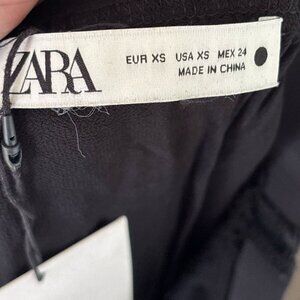 ZARA
EUR XS USA XS MEX 24
MADE IN CHINA